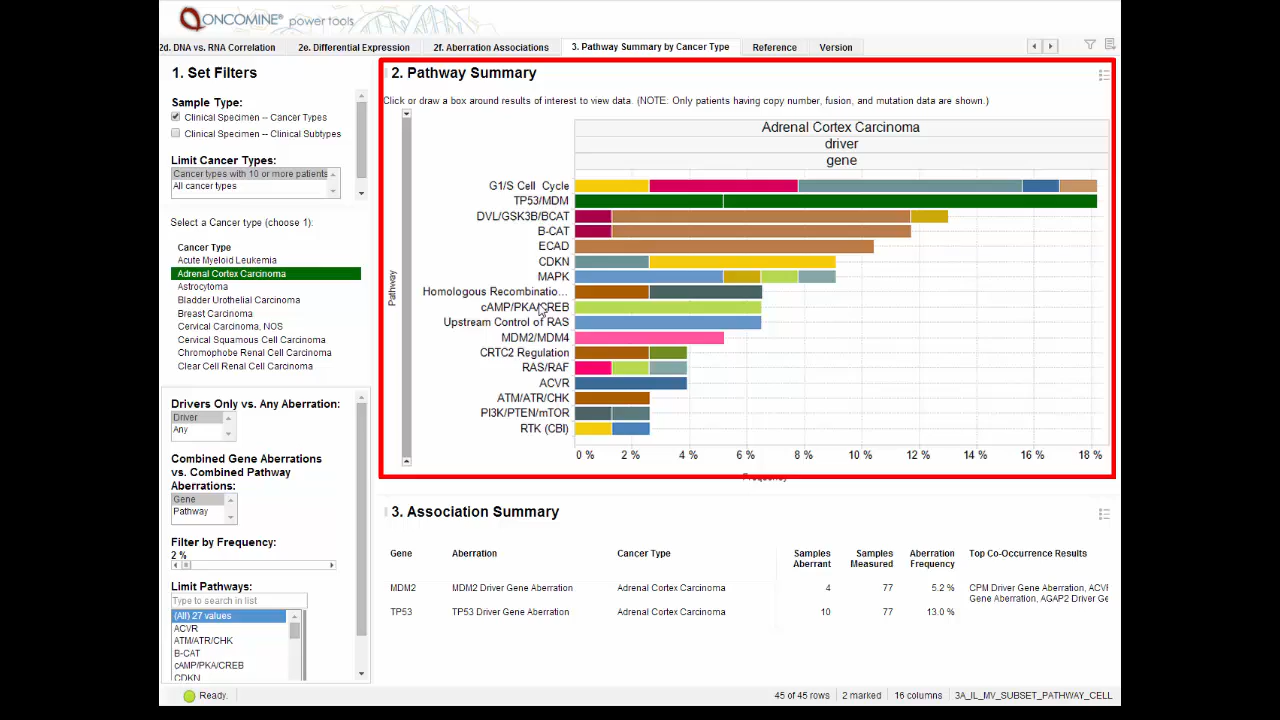 ONCOMINE® power tools
2d. DNA vs. RNA Correlation 2e. Differential Expression 2f. Aberration Associations 3. Pathway Summary by Cancer Type Reference Version
1. Set Filters
Sample Type:
Clinical Specimen -- Cancer Types
Clinical Specimen -- Clinical Subtypes
Limit Cancer Types:
Cancer types with 10 or more patients
All cancer types
Select a Cancer type (choose 1):
Cancer Type
Acute Myeloid Leukemia
Adrenal Cortex Carcinoma
Astrocytoma
Bladder Urothelial Carcinoma
Breast Carcinoma
Cervical Carcinoma, NOS
Cervical Squamous Cell Carcinoma
Chromophobe Renal Cell Carcinoma
Clear Cell Renal Cell Carcinoma
Drivers Only vs. Any Aberration:
Driver
Any
Combined Gene Aberrations
vs. Combined Pathway
Aberrations:
Gene
Pathway
Filter by Frequency:
2 %
Limit Pathways:
Type to search in list
(All) 27 values
ACVR
ATM/ATR/CHK
B-CAT
cAMP/PKA/CREB
CDKN
2. Pathway Summary
Click or draw a box around results of interest to view data. (NOTE: Only patients having copy number, fusion, and mutation data are shown.)
Adrenal Cortex Carcinoma
driver
gene
Pathway
G1/S Cell Cycle
TP53/MDM
DVL/GSK3B/BCAT
B-CAT
ECAD
CDKN
MAPK
Homologous Recombinatio...
cAMP/PKA/CREB
Upstream Control of RAS
MDM2/MDM4
CRTC2 Regulation
RAS/RAF
ACVR
ATM/ATR/CHK
PI3K/PTEN/mTOR
RTK (CBI)
0 % 2 % 4 % 6 % 8 % 10 % 12 % 14 % 16 % 18 %
Frequency
3. Association Summary
Gene Aberration Cancer Type Samples Aberrant Samples Measured Aberration Frequency Top Co-Occurrence Results
MDM2 MDM2 Driver Gene Aberration Adrenal Cortex Carcinoma 4 77 5.2 % CPM Driver Gene Aberration, ACVR
Gene Aberration, AGAP2 Driver Ge
TP53 TP53 Driver Gene Aberration Adrenal Cortex Carcinoma 10 77 13.0 %
Ready. 45 of 45 rows 2 marked 16 columns 3A_IL_MV_SUBSET_PATHWAY_CELL